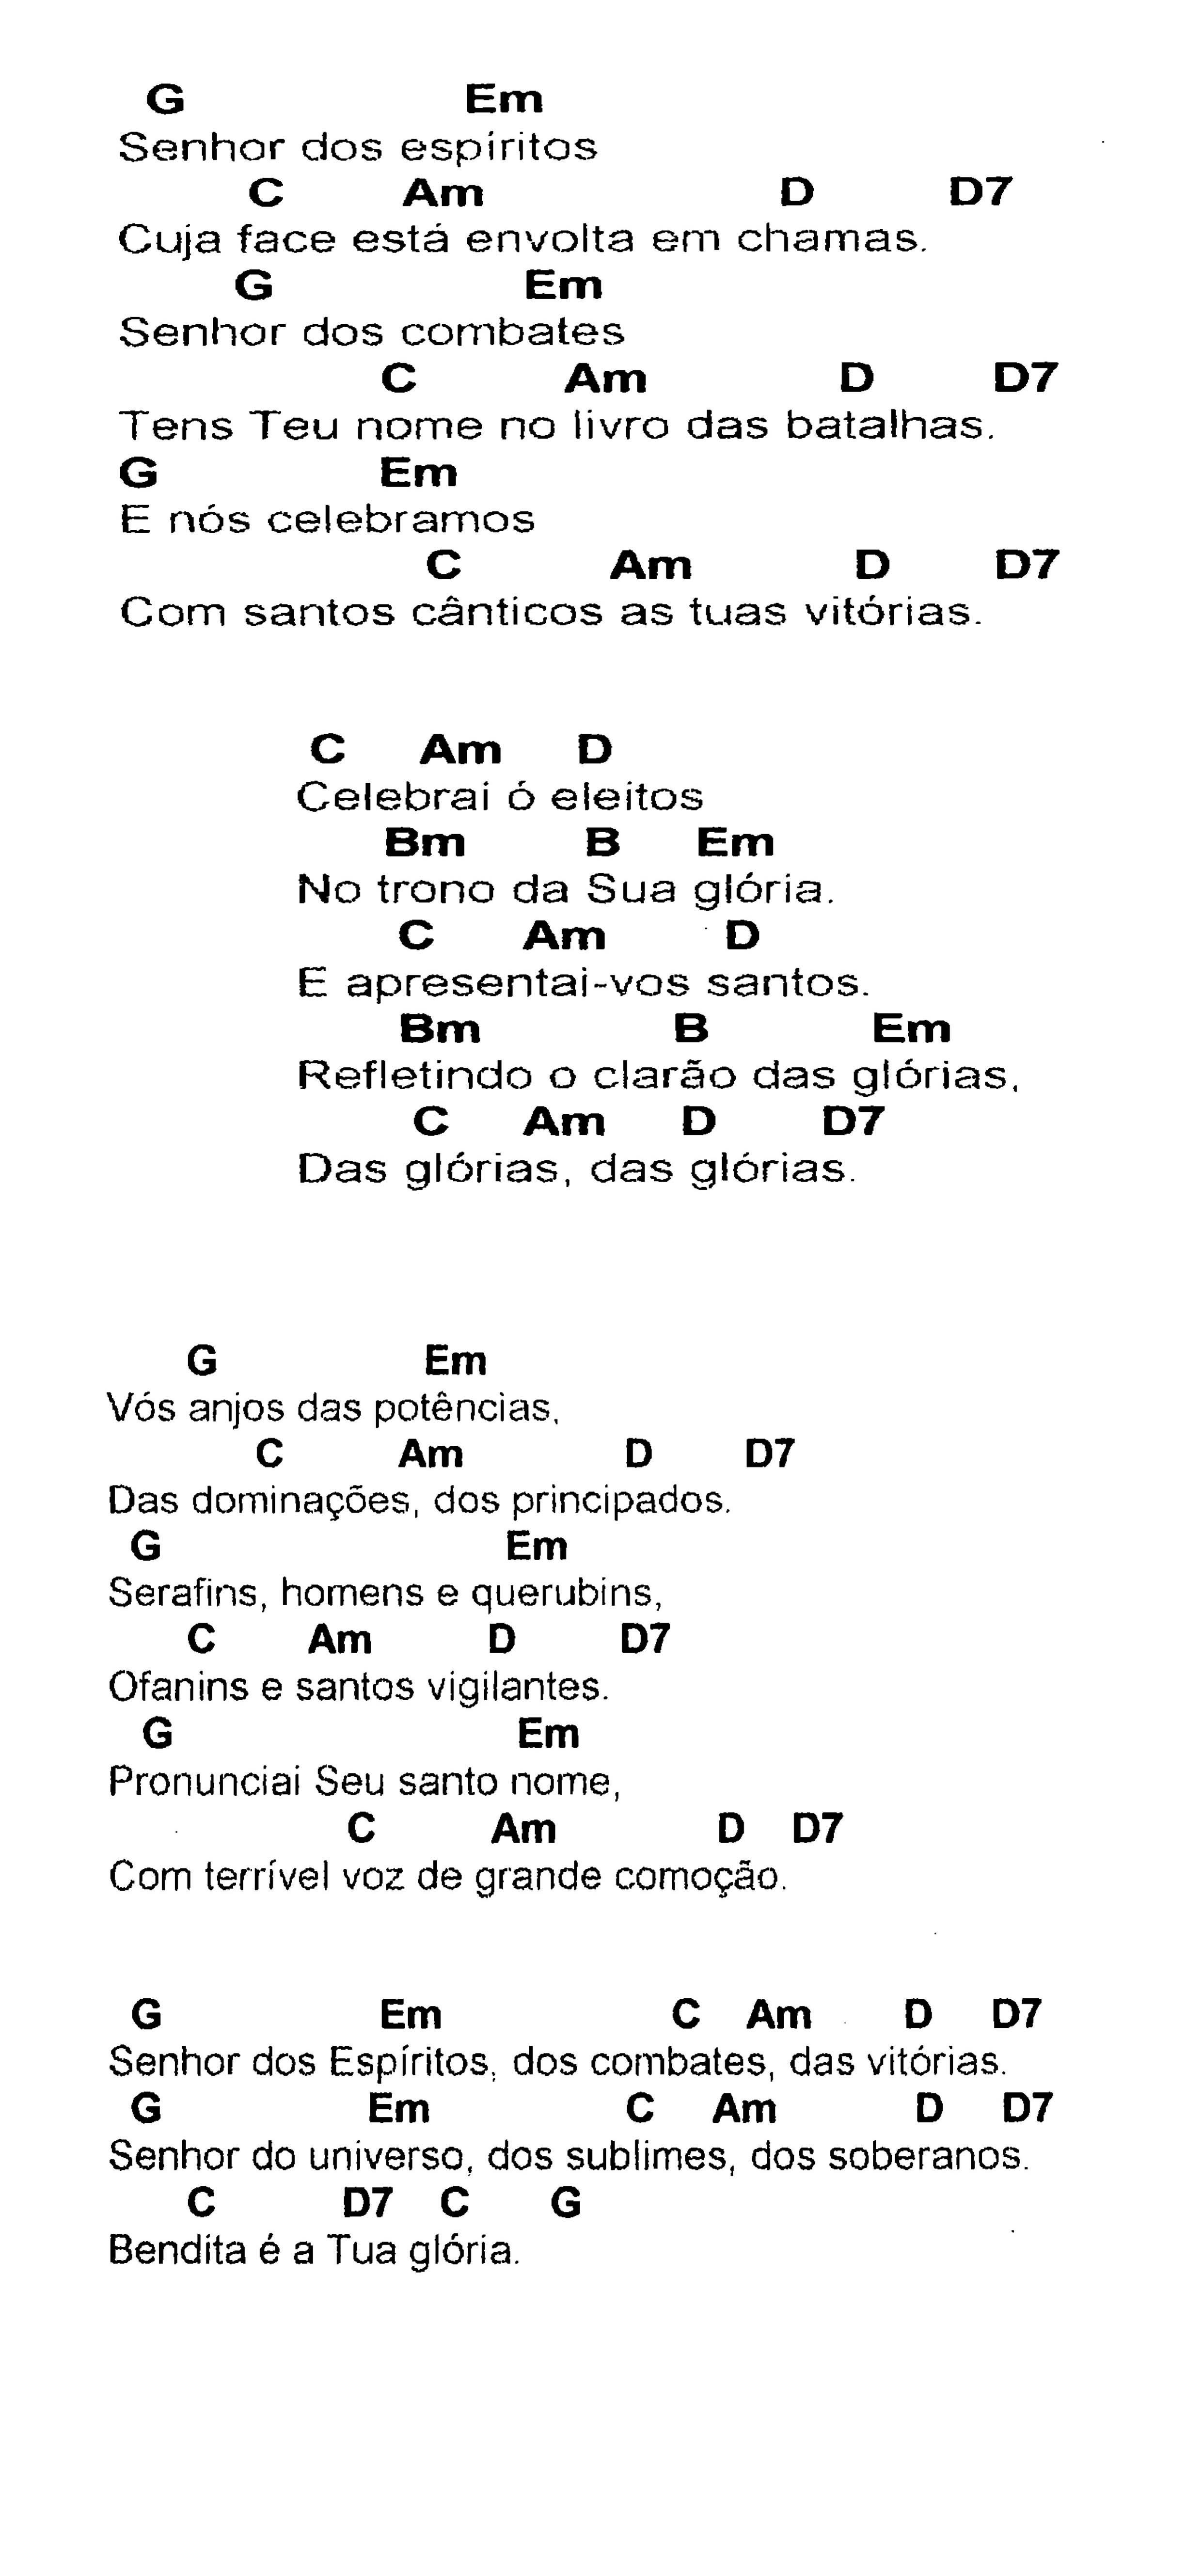 G Em
Senhor dos espíritos
C Am D D7
Cuja face está envolta em chamas.
G Em
Senhor dos combates
C Am D D7
Tens Teu nome no livro das batalhas.
G Em
E nós celebramos
C Am D D7
Com santos cânticos as tuas vitórias.
C Am D
Celebrai ó eleitos
Bm B Em
No trono da Sua glória.
C Am D
E apresentai-vos santos.
Bm B Em
Refletindo o clarão das glórias,
C Am D D7
Das glórias, das glórias.
G Em
Vós anjos das potências,
C Am D D7
Das dominações, dos principados.
G Em
Serafins, homens e querubins,
C Am D D7
Ofanins e santos vigilantes.
G Em
Pronunciai Seu santo nome,
C Am D D7
Com terrível voz de grande comoção.
G Em C Am D D7
Senhor dos Espíritos, dos combates, das vitórias.
G Em C Am D D7
Senhor do universo, dos sublimes, dos soberanos.
C D7 C G
Bendita é a Tua glória.